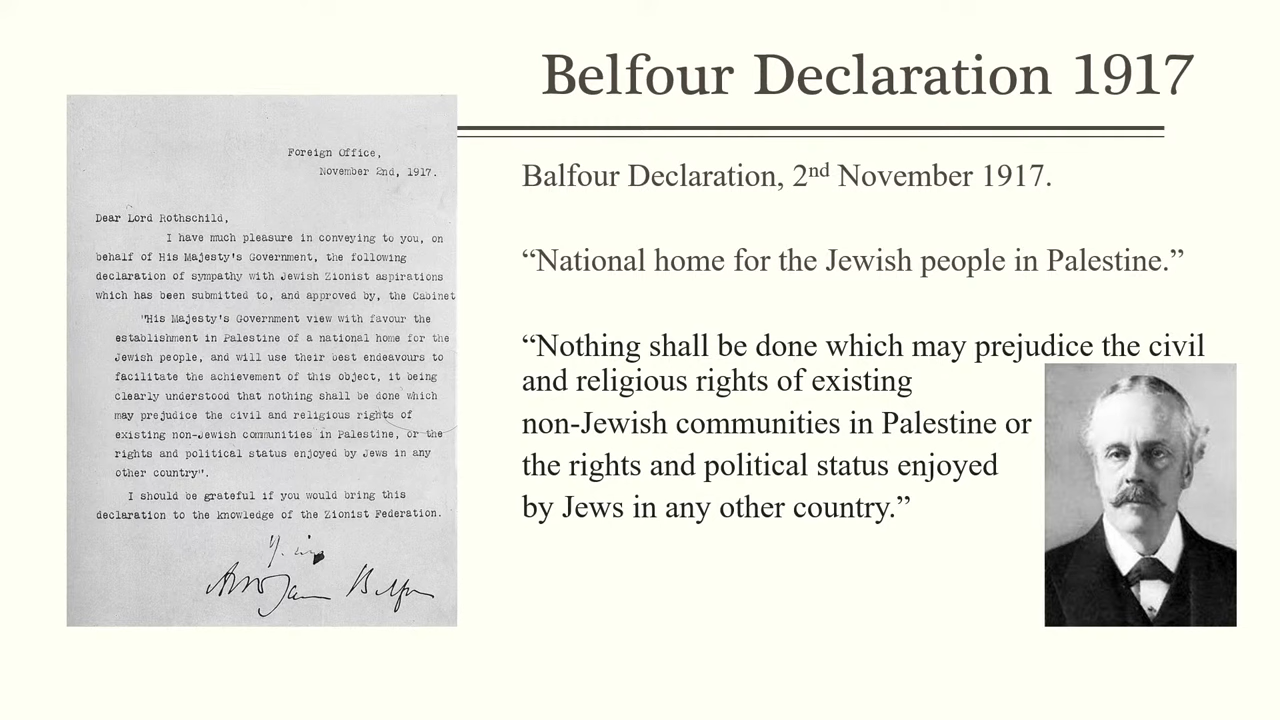 Belfour Declaration 1917
Foreign Office,
November 2nd, 1917.
Dear Lord Rothschild,
I have much pleasure in conveying to you, on
behalf of His Majesty's Government, the following
declaration of sympathy with Jewish Zionist aspirations
which has been submitted to, and approved by, the Cabinet
"His Majesty's Government view with favour the
establishment in Palestine of a national home for the
Jewish people, and will use their best endeavours to
facilitate the achievement of this object, it being
clearly understood that nothing shall be done which
may prejudice the civil and religious rights of
existing non-Jewish communities in Palestine, or the
rights and political status enjoyed by Jews in any
other country".
I should be grateful if you would bring this
declaration to the knowledge of the Zionist Federation.
Balfour Declaration, 2nd November 1917.
“National home for the Jewish people in Palestine.”
“Nothing shall be done which may prejudice the civil
and religious rights of existing
non-Jewish communities in Palestine or
the rights and political status enjoyed
by Jews in any other country.”